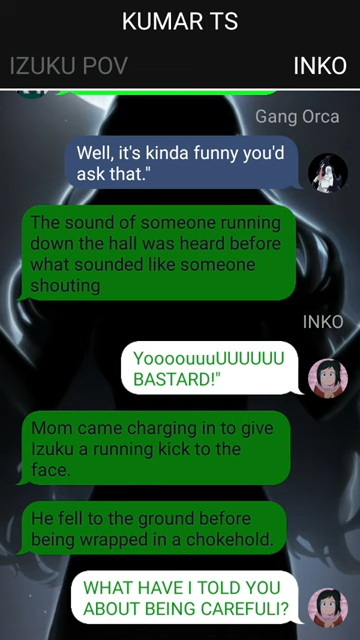 KUMAR TS
IZUKU POV
INKO
Gang Orca
Well, it's kinda funny you'd
ask that."
The sound of someone running
down the hall was heard before
what sounded like someone
shouting
INKO
YoooouuuUUUUUU
BASTARD!"
Mom came charging in to give
Izuku a running kick to the
face.
He fell to the ground before
being wrapped in a chokehold.
WHAT HAVE I TOLD YOU
ABOUT BEING CAREFULI?